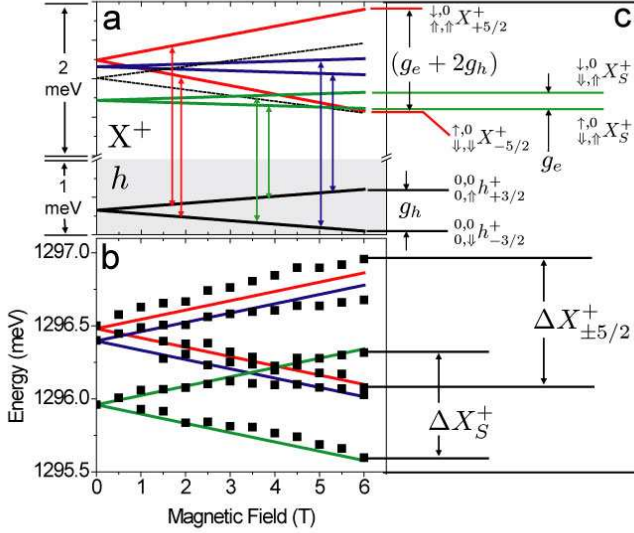 a
c
2
meV
X⁺
1
meV
h
↓,0 ⇑,⇑ X⁺ +5/2
(gₑ + 2gₕ)
↓,0 ⇓,⇑ X⁺ S
↑,0 ⇓,⇑ X⁺ S
↑,0 ⇓,⇓ X⁺ −5/2
gₑ
0,0 0,⇑ h⁺ +3/2
gₕ
0,0 0,⇓ h⁺ −3/2
b
1297.0
1296.5
1296.0
1295.5
Energy (meV)
ΔX⁺ ±5/2
ΔX⁺ S
0 1 2 3 4 5 6
Magnetic Field (T)